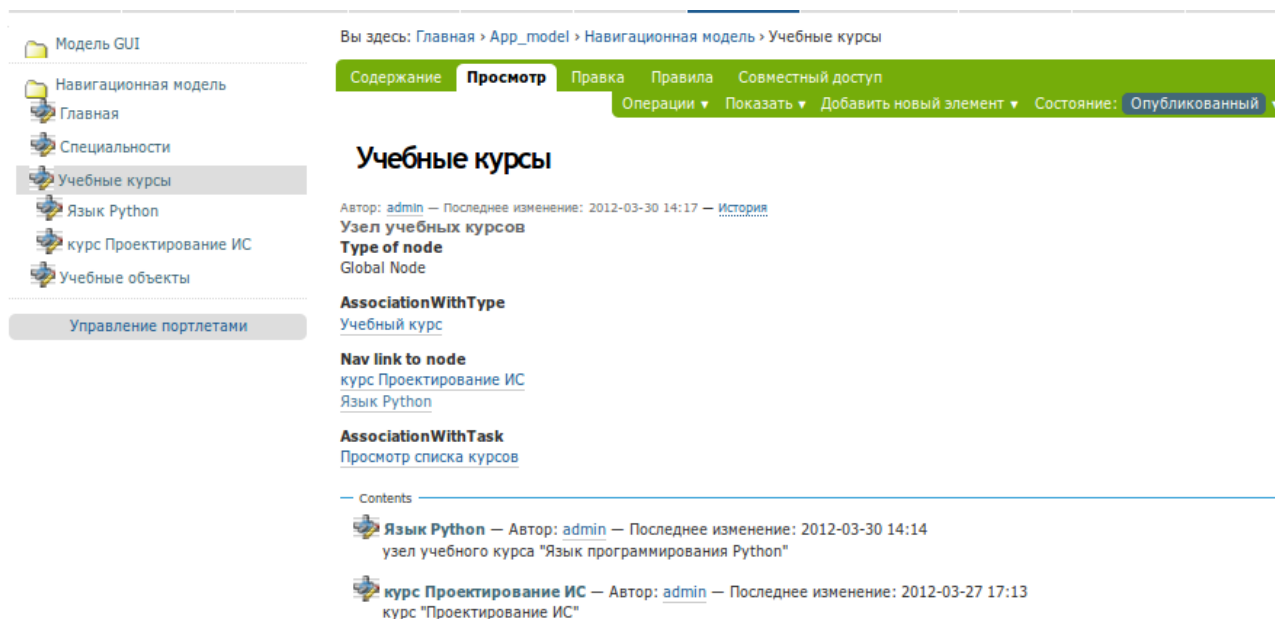 Модель GUI
Навигационная модель
Главная
Специальности
Учебные курсы
Язык Python
курс Проектирование ИС
Учебные объекты
Управление портлетами
Вы здесь: Главная › App_model › Навигационная модель › Учебные курсы
Содержание Просмотр Правка Правила Совместный доступ
Операции ▾ Показать ▾ Добавить новый элемент ▾ Состояние: Опубликованный ▾
Учебные курсы
Автор: admin — Последнее изменение: 2012-03-30 14:17 — История
Узел учебных курсов
Type of node
Global Node
AssociationWithType
Учебный курс
Nav link to node
курс Проектирование ИС
Язык Python
AssociationWithTask
Просмотр списка курсов
Contents
Язык Python — Автор: admin — Последнее изменение: 2012-03-30 14:14
узел учебного курса "Язык программирования Python"
курс Проектирование ИС — Автор: admin — Последнее изменение: 2012-03-27 17:13
курс "Проектирование ИС"